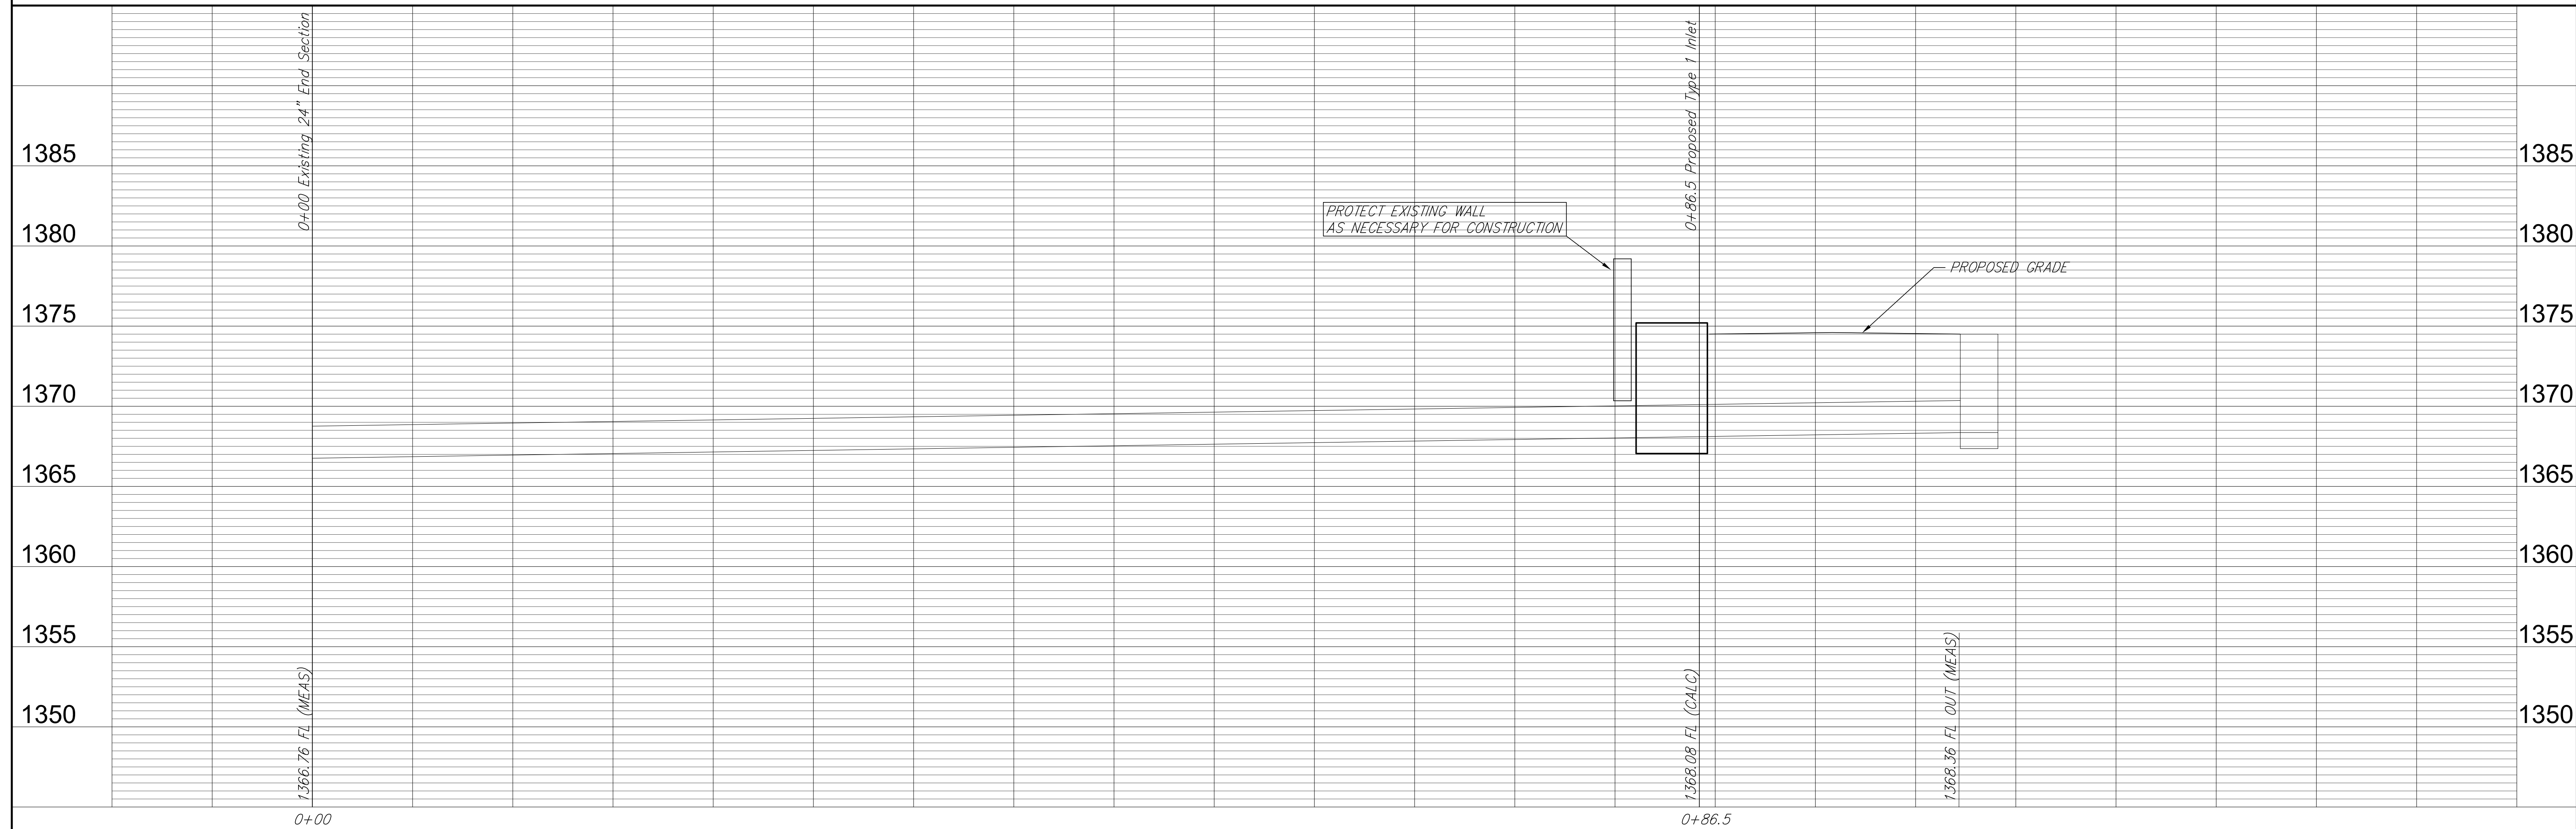 0+00 Existing 24" End Section
0+86.5 Proposed Type 1 Inlet
1385
1385
PROTECT EXISTING WALL
AS NECESSARY FOR CONSTRUCTION
1380
1380
PROPOSED GRADE
1375
1375
1370
1370
1365
1365
1360
1360
1355
1355
1350
1350
1366.76 FL (MEAS)
1368.08 FL (CALC)
1368.36 FL OUT (MEAS)
0+00
0+86.5